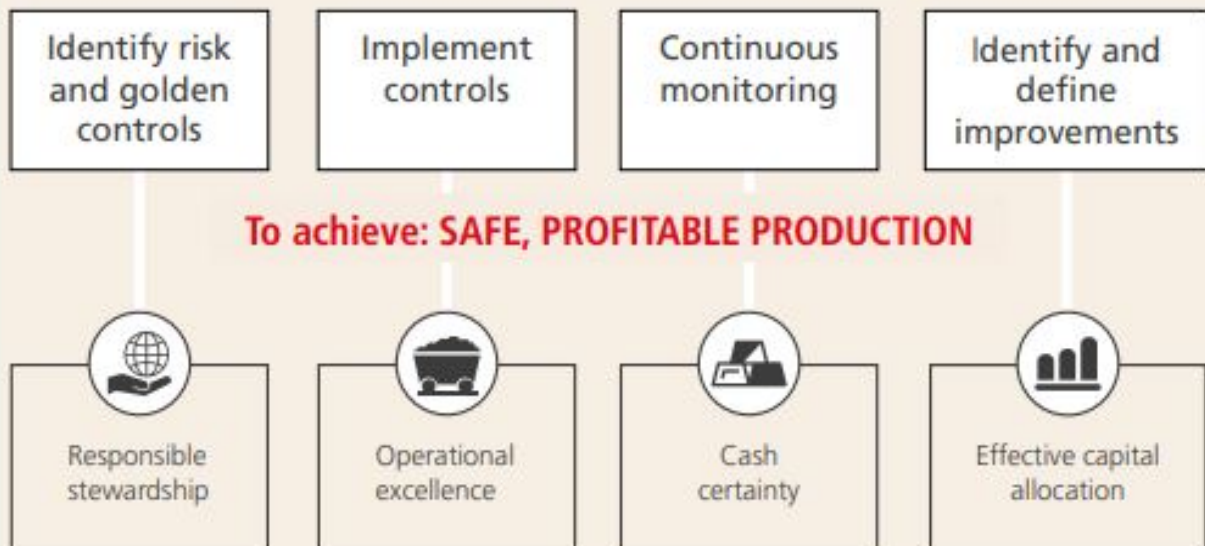 Identify risk
and golden
controls
Implement
controls
Continuous
monitoring
Identify and
define
improvements
To achieve: SAFE, PROFITABLE PRODUCTION
Responsible
stewardship
Operational
excellence
Cash
certainty
Effective capital
allocation